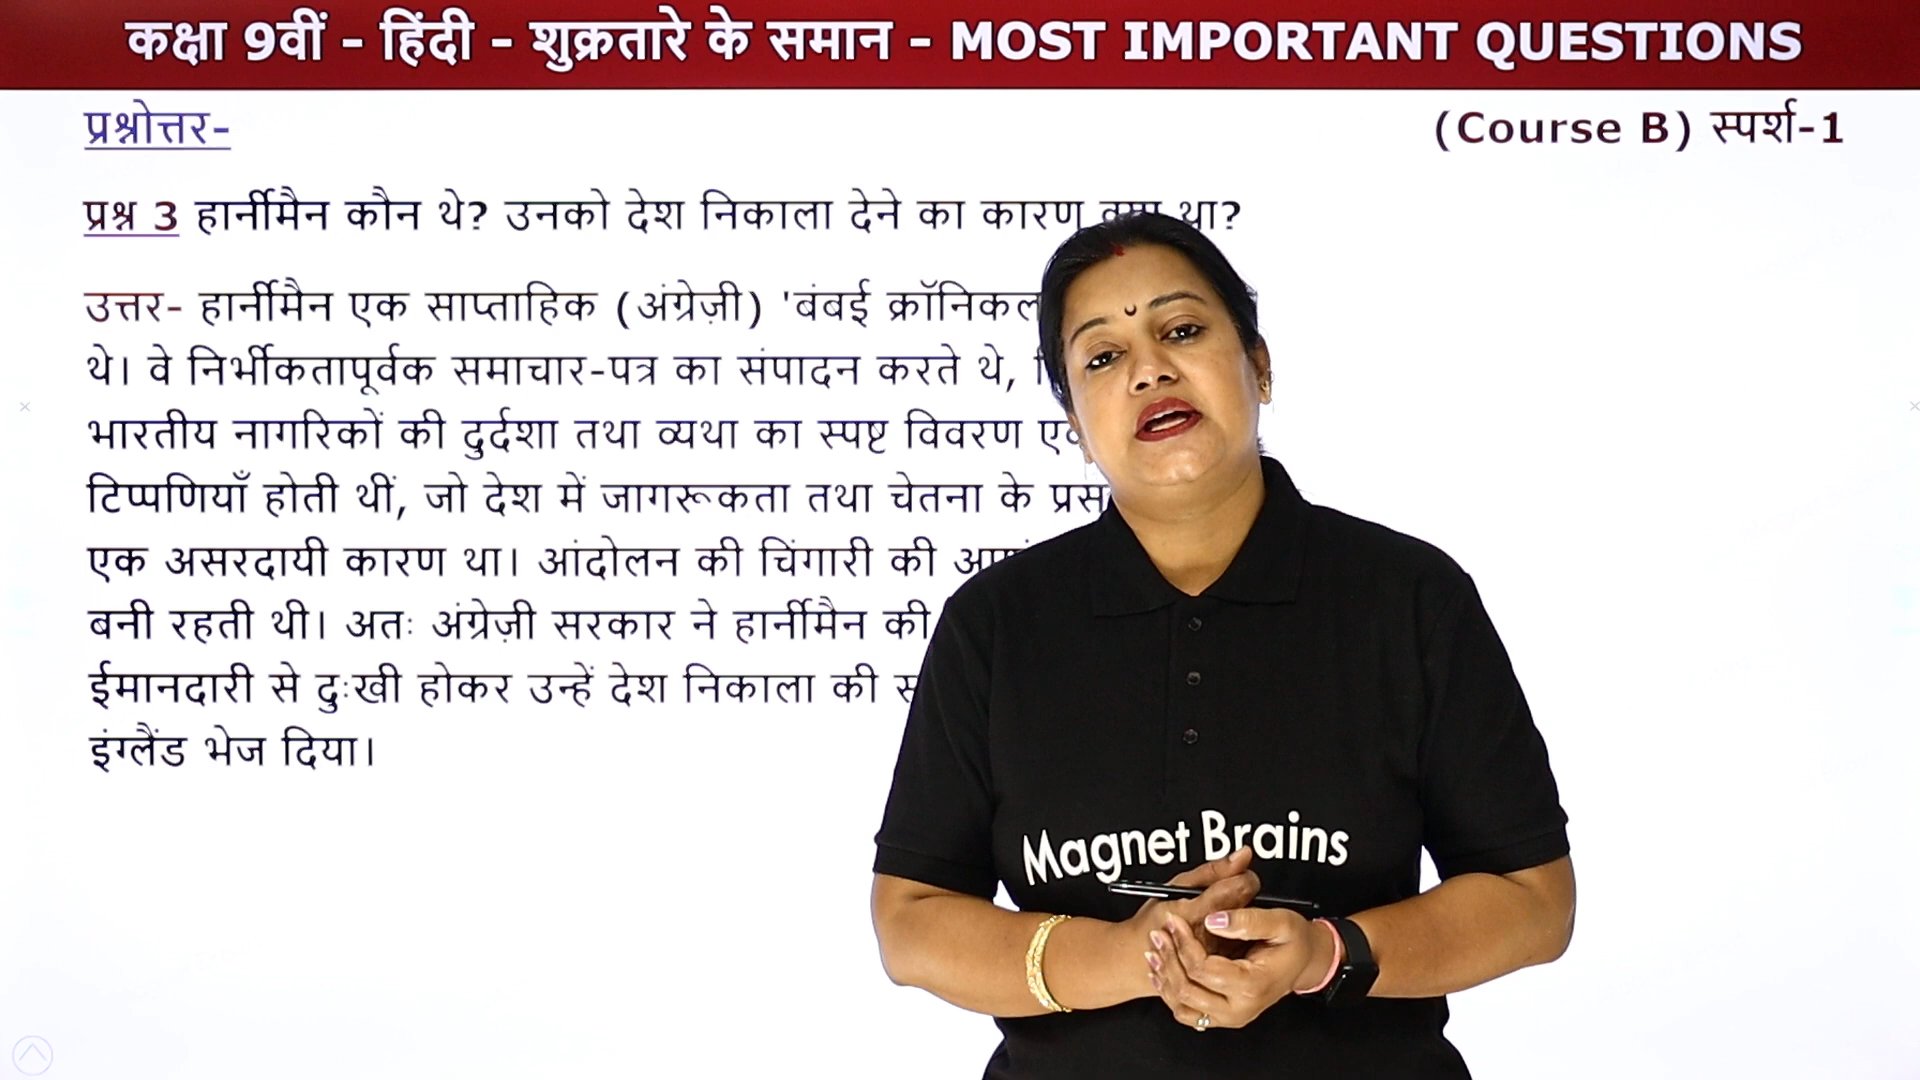 कक्षा 9वीं - हिंदी - शुक्रतारे के समान - MOST IMPORTANT QUESTIONS
प्रश्नोत्तर-
(Course B) स्पर्श-1
प्रश्न 3 हार्नीमैन कौन थे? उनको देश निकाला देने का कारण क्या था?
उत्तर- हार्नीमैन एक साप्ताहिक (अंग्रेज़ी) 'बंबई क्रॉनिकल
थे। वे निर्भीकतापूर्वक समाचार-पत्र का संपादन करते थे,
भारतीय नागरिकों की दुर्दशा तथा व्यथा का स्पष्ट विवरण
टिप्पणियाँ होती थीं, जो देश में जागरूकता तथा चेतना के
एक असरदायी कारण था। आंदोलन की चिंगारी की
बनी रहती थी। अतः अंग्रेज़ी सरकार ने हार्नीमैन की
ईमानदारी से दुःखी होकर उन्हें देश निकाला की
इंग्लैंड भेज दिया।
Magnet Brains